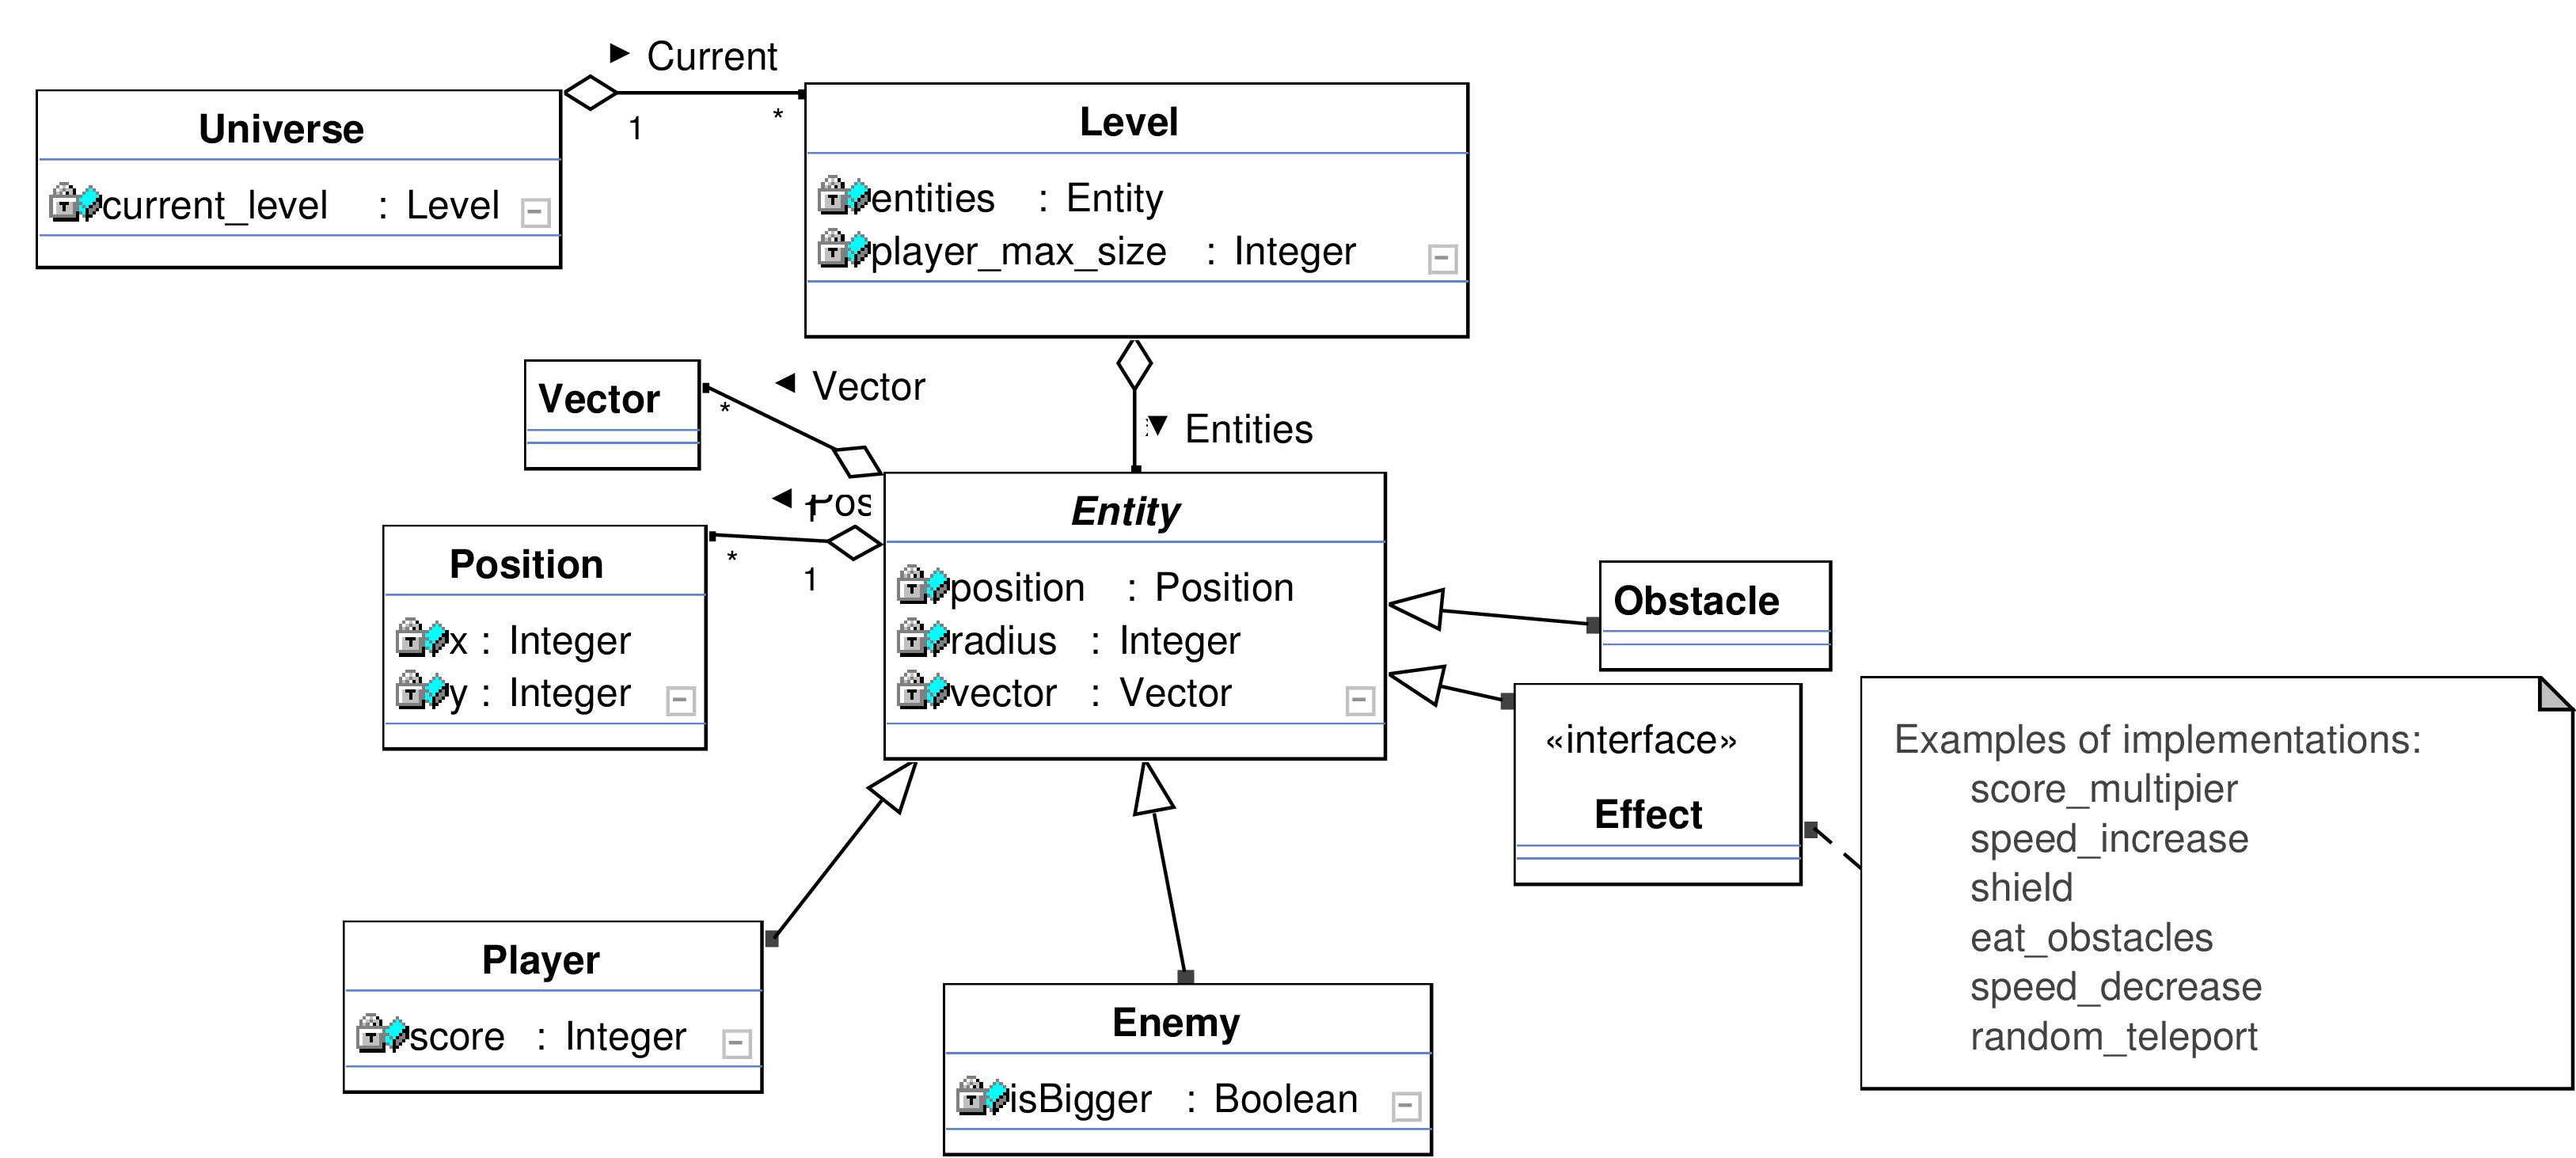 ► Current
Universe
1
*
Level
current_level : Level
entities : Entity
player_max_size : Integer
Vector
*
◄ Vector
▼ Entities
◄
1
Position
*
1
x : Integer
y : Integer
Entity
position : Position
radius : Integer
vector : Vector
Obstacle
«interface»
Effect
Examples of implementations:
score_multipier
speed_increase
shield
eat_obstacles
speed_decrease
random_teleport
Player
score : Integer
Enemy
isBigger : Boolean